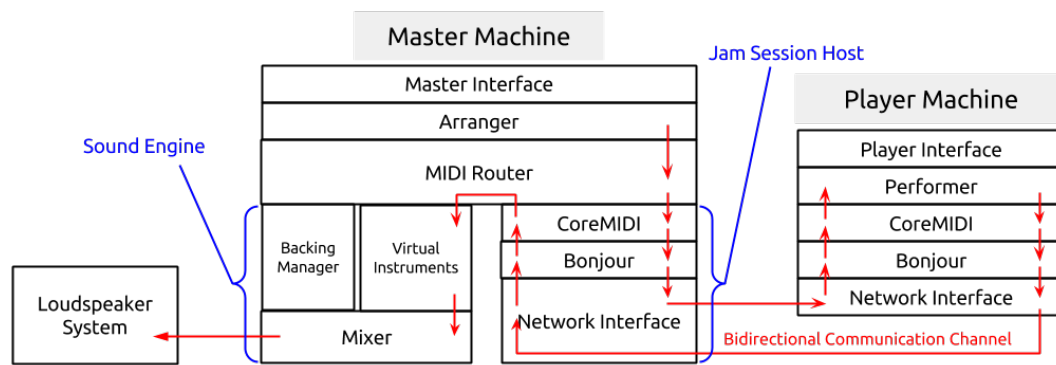 Master Machine
Jam Session Host
Master Interface
Player Machine
Arranger
Sound Engine
Player Interface
MIDI Router
Performer
CoreMIDI
CoreMIDI
Backing
Manager
Virtual
Instruments
Bonjour
Bonjour
Loudspeaker
System
Network Interface
Network Interface
Mixer
Bidirectional Communication Channel